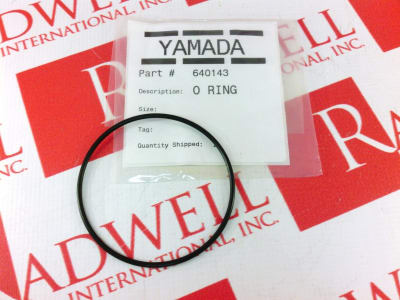 YAMADA
Part # 640143
Description: O RING
Size:
Tag:
Quantity Shipped:
RADWELL
INTERNATIONAL, INC.
RADWELL
INTERNATIONAL, INC.